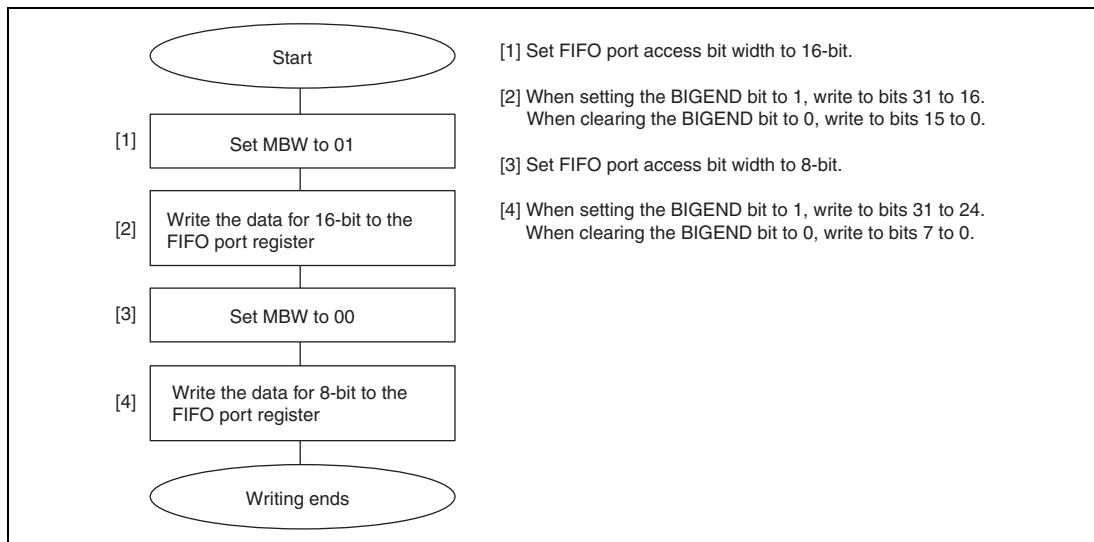 Start
[1] Set MBW to 01
[2] Write the data for 16-bit to the
FIFO port register
[3] Set MBW to 00
[4] Write the data for 8-bit to the
FIFO port register
Writing ends
[1] Set FIFO port access bit width to 16-bit.
[2] When setting the BIGEND bit to 1, write to bits 31 to 16.
When clearing the BIGEND bit to 0, write to bits 15 to 0.
[3] Set FIFO port access bit width to 8-bit.
[4] When setting the BIGEND bit to 1, write to bits 31 to 24.
When clearing the BIGEND bit to 0, write to bits 7 to 0.